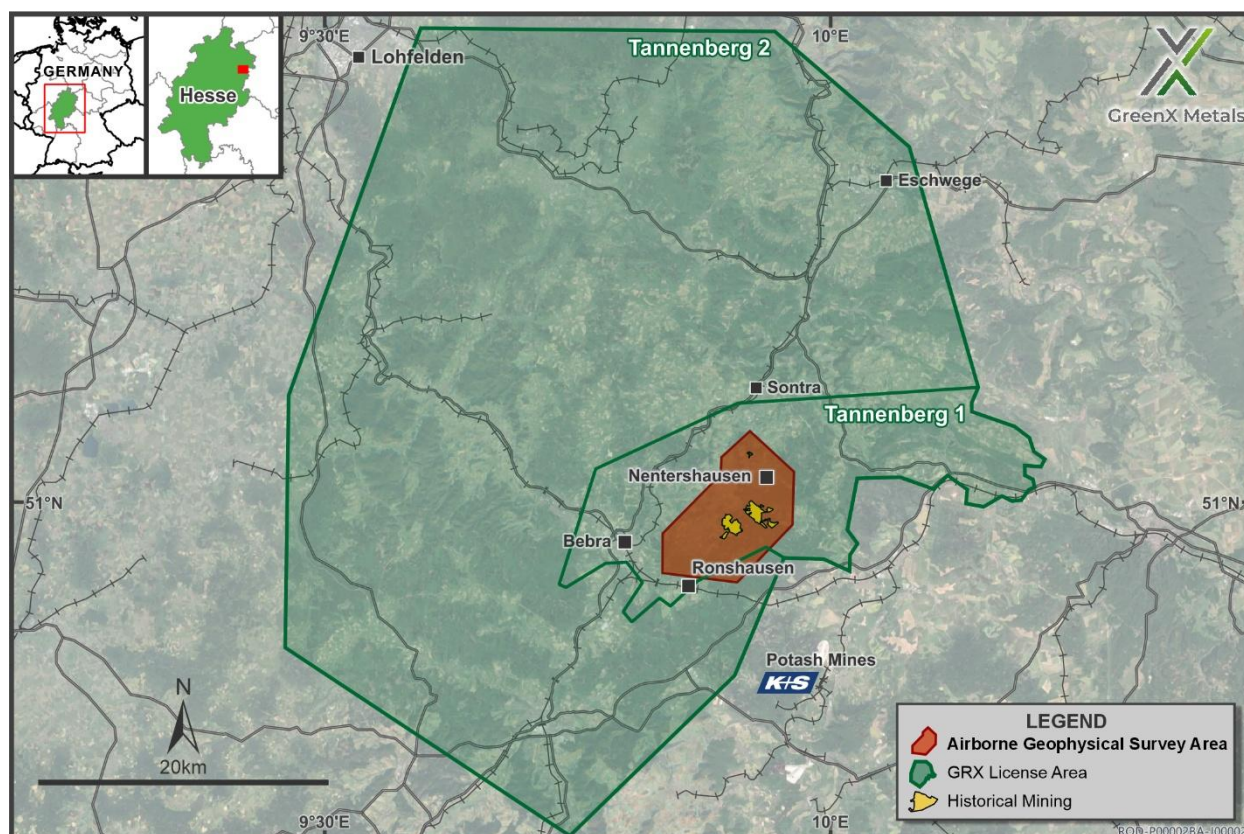 9°30'E
10°E
GERMANY
Hesse
Lohfelden
Tannenberg 2
GreenX Metals
Eschwege
Sontra
Tannenberg 1
Nentershausen
51°N
51°N
Bebra
Ronshausen
Potash Mines
K+S
N
20km
LEGEND
Airborne Geophysical Survey Area
GRX License Area
Historical Mining
9°30'E
10°E